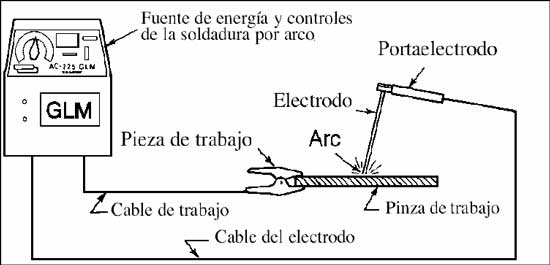 Fuente de energía y controles
de la soldadura por arco
AC-225 GLM
GLM
Portaelectrodo
Electrodo
Arc
Pieza de trabajo
Cable de trabajo
Pinza de trabajo
Cable del electrodo